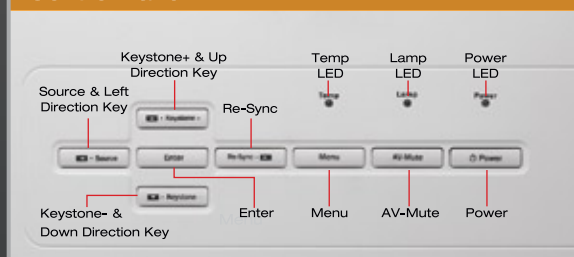 Keystone+ & Up
Direction Key
Temp
LED
Lamp
LED
Power
LED
Source & Left
Direction Key
Re-Sync
Temp
Lamp
Power
- Keystone +
- Source
Enter
Re-Sync -
Menu
AV-Mute
Power
- Keystone
Keystone- &
Down Direction Key
Enter
Menu
AV-Mute
Power